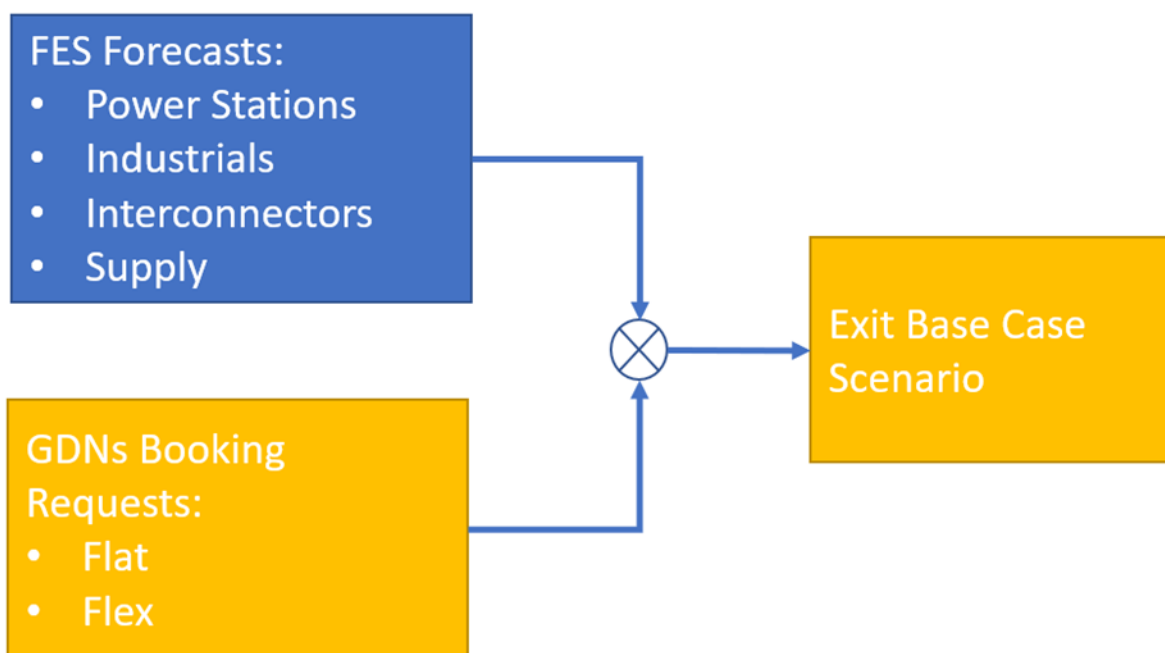 FES Forecasts:
• Power Stations
• Industrials
• Interconnectors
• Supply
GDNs Booking
Requests:
• Flat
• Flex
Exit Base Case
Scenario